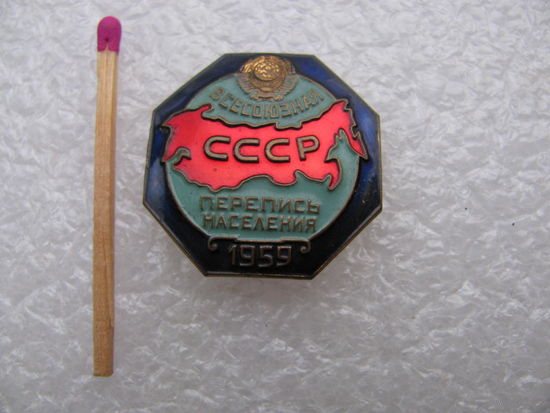 ВСЕСОЮЗНАЯ
СССР
ПЕРЕПИСЬ
НАСЕЛЕНИЯ
1959